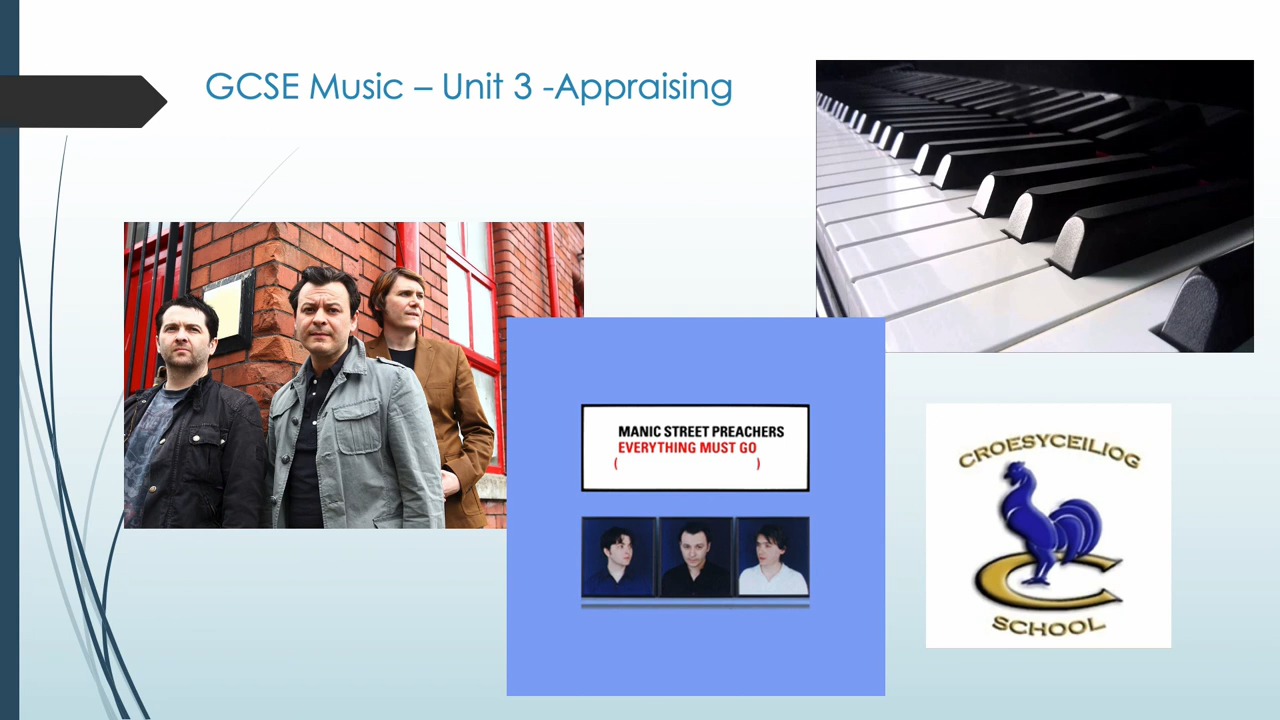 GCSE Music – Unit 3 -Appraising
MANIC STREET PREACHERS
EVERYTHING MUST GO
( )
CROESYCEILIOG
C
SCHOOL